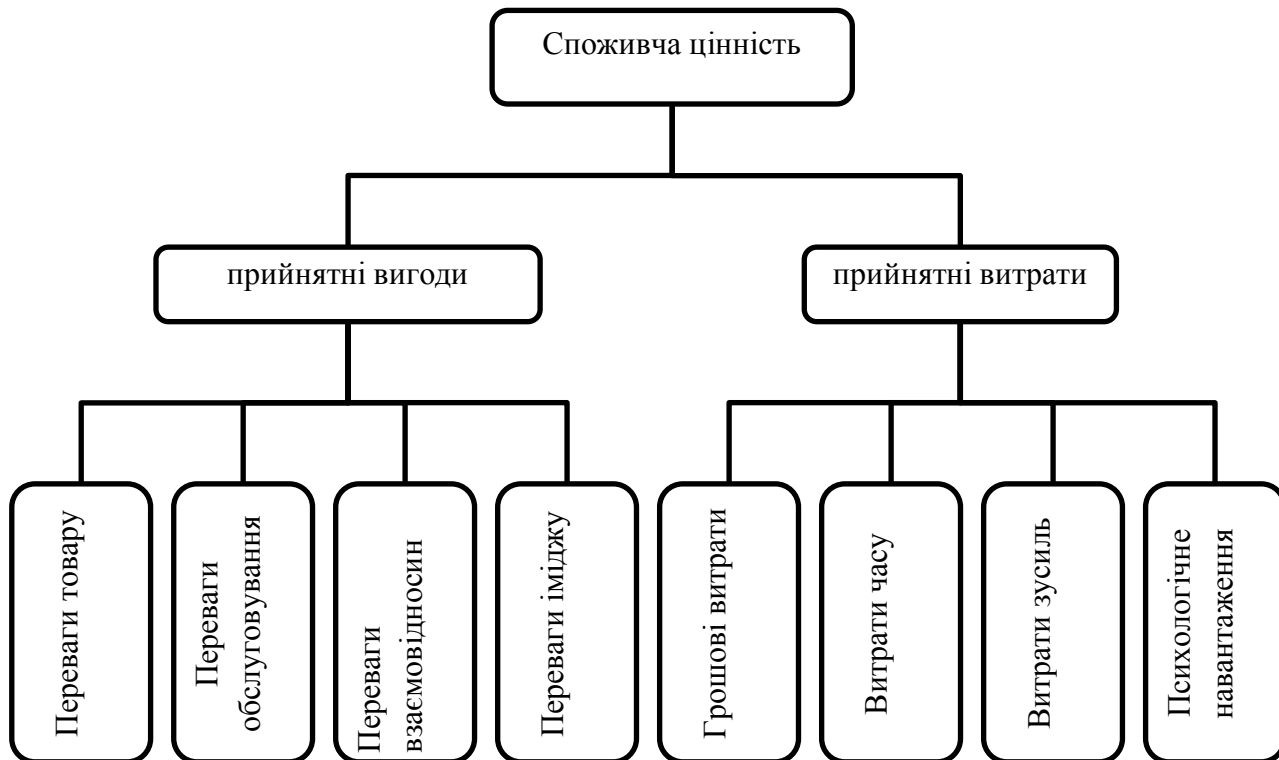 Споживча цінність
прийнятні вигоди
прийнятні витрати
Переваги товару
Переваги
обслуговування
Переваги
взаємовідносин
Переваги іміджу
Грошові витрати
Витрати часу
Витрати зусиль
Психологічне
навантаження